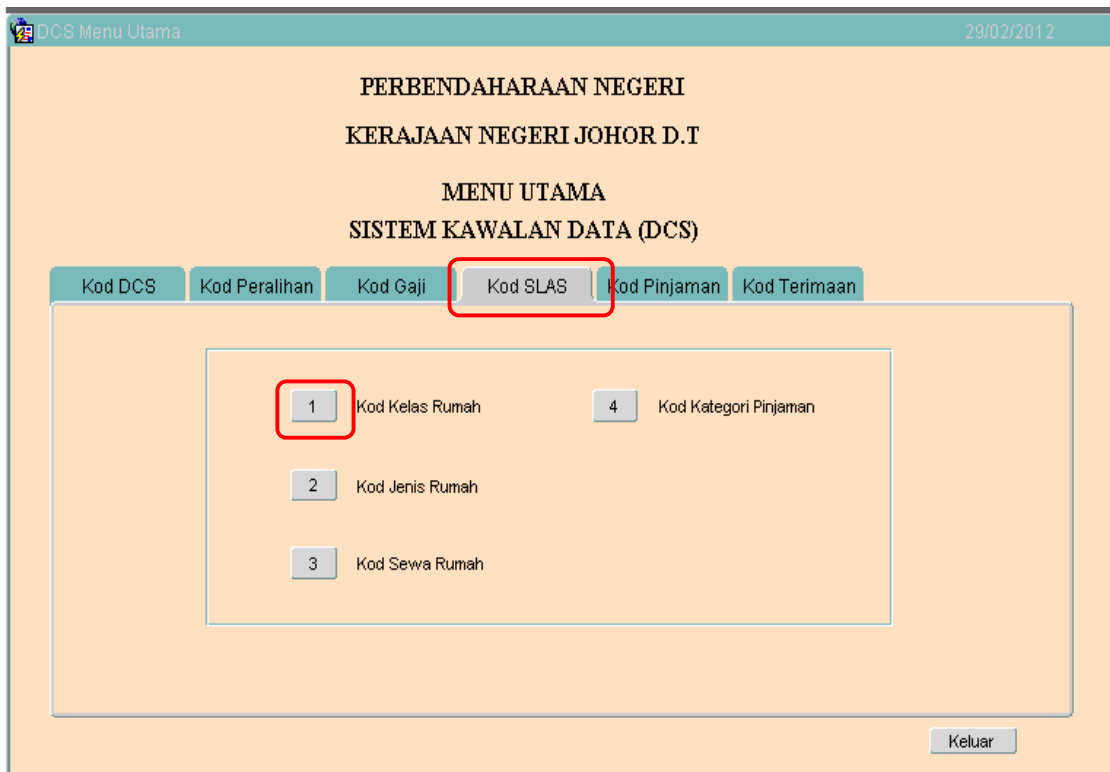 DCS Menu Utama 29/02/2012
PERBENDAHARAAN NEGERI
KERAJAAN NEGERI JOHOR D.T
MENU UTAMA
SISTEM KAWALAN DATA (DCS)
Kod DCS Kod Peralihan Kod Gaji Kod SLAS Kod Pinjaman Kod Terimaan
1 Kod Kelas Rumah 4 Kod Kategori Pinjaman
2 Kod Jenis Rumah
3 Kod Sewa Rumah
Keluar